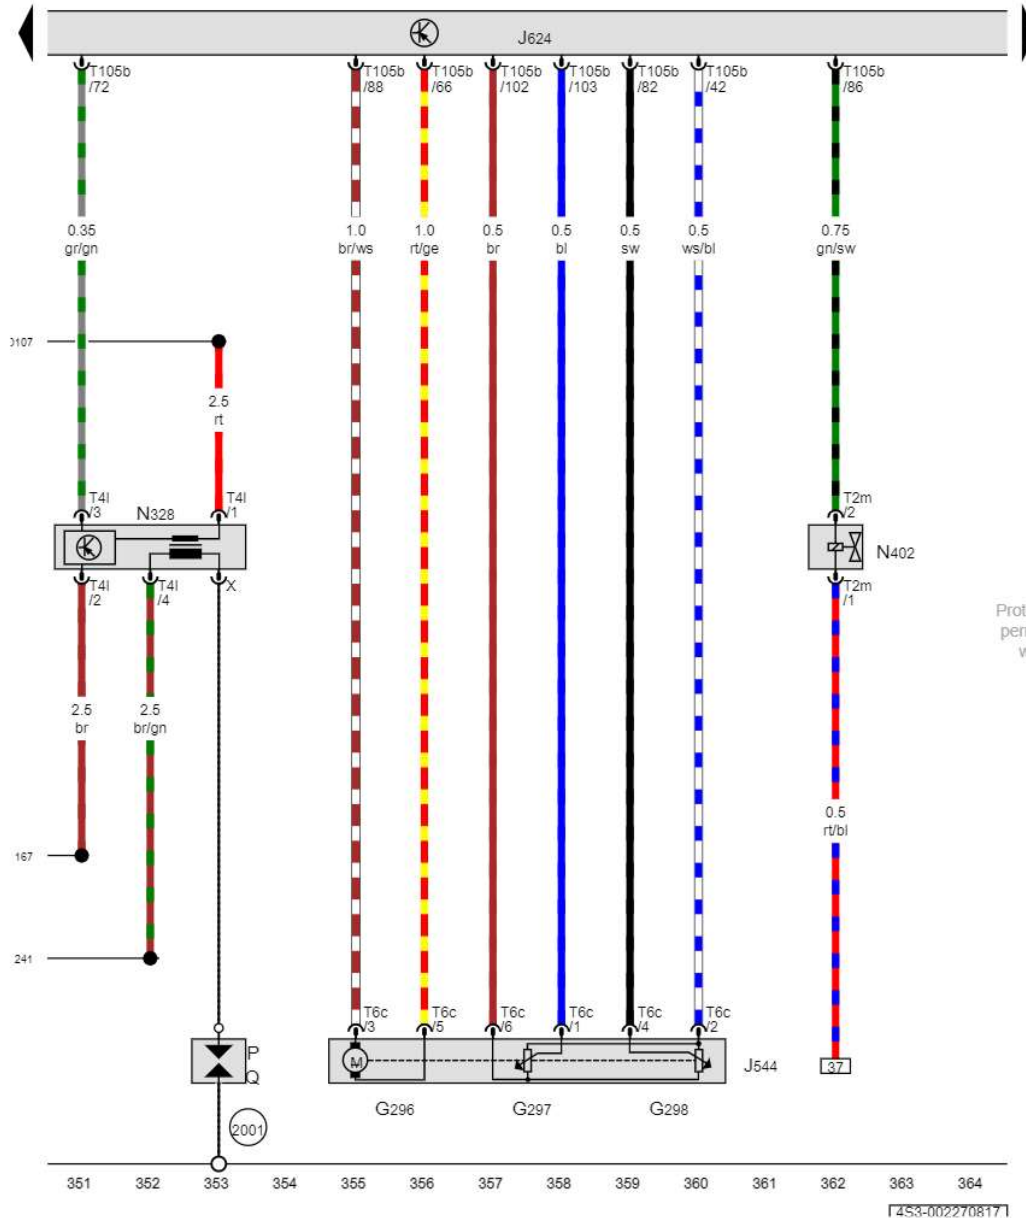 J624
T105b
/72
T105b
/88
T105b
/66
T105b
/102
T105b
/103
T105b
/82
T105b
/42
T105b
/86
0.35
gr/gn
1.0
br/ws
1.0
rt/ge
0.5
br
0.5
bl
0.5
sw
0.5
ws/bl
0.75
gn/sw
2.5
rt
T4l
/3
N328
T4l
/1
T2m
/2
N402
T4l
/2
T4l
/4
X
T2m
/1
2.5
br
2.5
br/gn
0.5
rt/bl
167
241
T6c
/3
T6c
/5
T6c
/6
T6c
/1
T6c
/4
T6c
/2
P
Q
M
J544
37
G296
G297
G298
2001
351 352 353 354 355 356 357 358 359 360 361 362 363 364
4S3-002270817